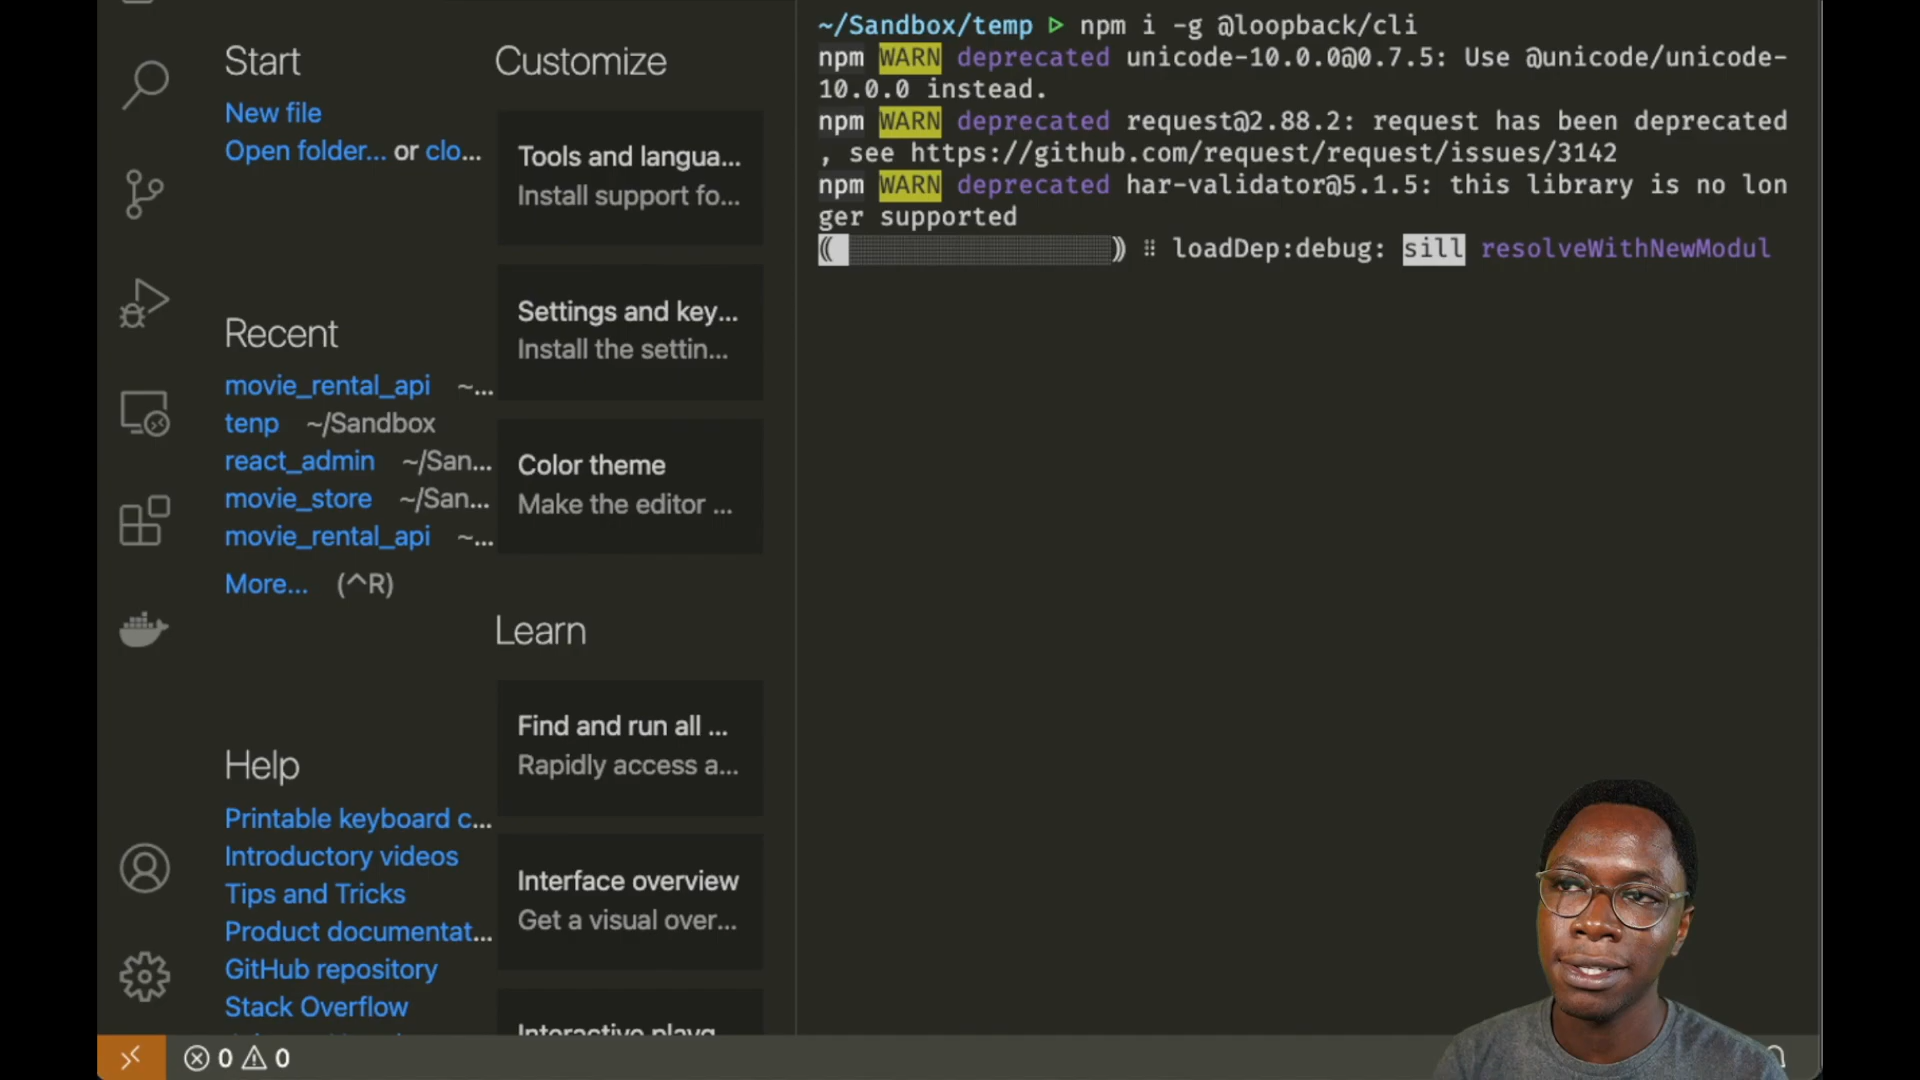 Start
New file
Open folder... or clo...
Recent
movie_rental_api ~...
tenp ~/Sandbox
react_admin ~/San...
movie_store ~/San...
movie_rental_api ~...
More... (^R)
Help
Printable keyboard c...
Introductory videos
Tips and Tricks
Product documentat...
GitHub repository
Stack Overflow
Customize
Tools and langua...
Install support fo...
Settings and key...
Install the settin...
Color theme
Make the editor ...
Learn
Find and run all ...
Rapidly access a...
Interface overview
Get a visual over...
Interactive playg
~/Sandbox/temp ▷ npm i -g @loopback/cli
npm WARN deprecated unicode-10.0.0@0.7.5: Use @unicode/unicode-
10.0.0 instead.
npm WARN deprecated request@2.88.2: request has been deprecated
, see https://github.com/request/request/issues/3142
npm WARN deprecated har-validator@5.1.5: this library is no lon
ger supported
( ) ⠿ loadDep:debug: sill resolveWithNewModul
0 0